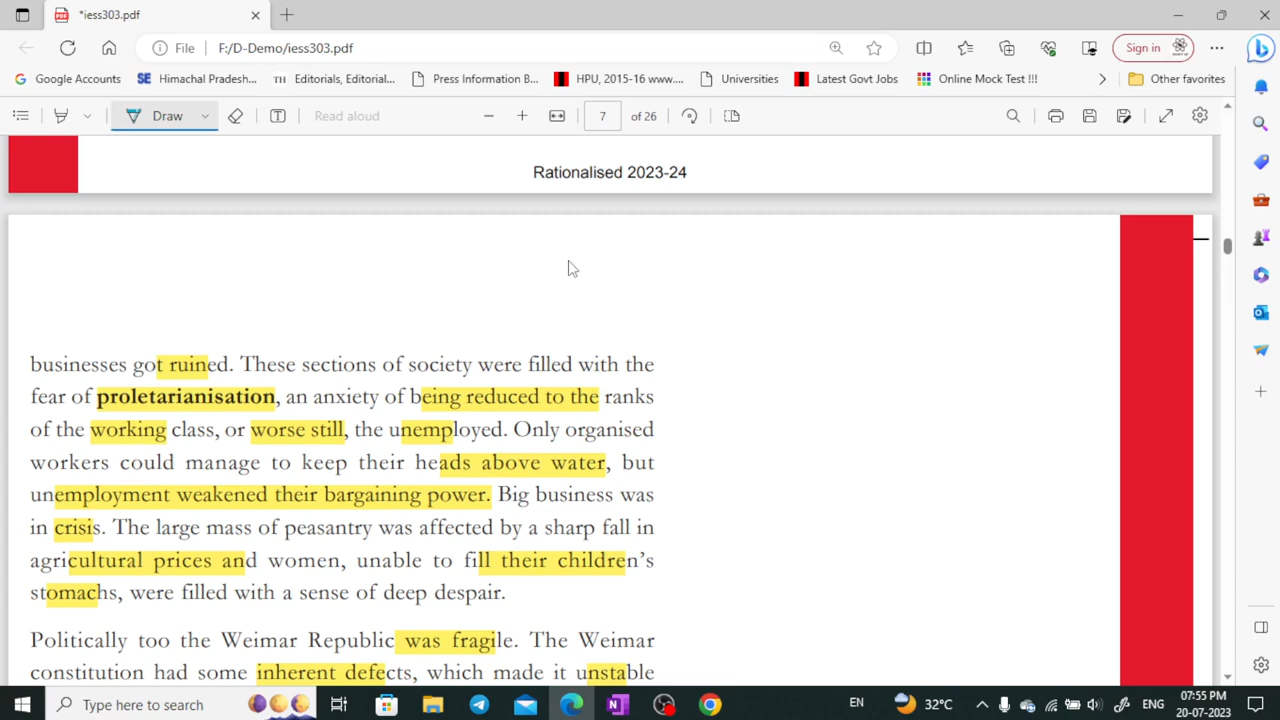 *iess303.pdf
File F:/D-Demo/iess303.pdf Sign in
Google Accounts Himachal Pradesh... Editorials, Editorial... Press Information B... HPU, 2015-16 www.... Universities Latest Govt Jobs Online Mock Test !!! Other favorites
Draw Read aloud 7 of 26
Rationalised 2023-24
businesses got ruined. These sections of society were filled with the
fear of proletarianisation, an anxiety of being reduced to the ranks
of the working class, or worse still, the unemployed. Only organised
workers could manage to keep their heads above water, but
unemployment weakened their bargaining power. Big business was
in crisis. The large mass of peasantry was affected by a sharp fall in
agricultural prices and women, unable to fill their children's
stomachs, were filled with a sense of deep despair.
Politically too the Weimar Republic was fragile. The Weimar
constitution had some inherent defects, which made it unstable
Type here to search EN 32°C ENG 07:55 PM
20-07-2023